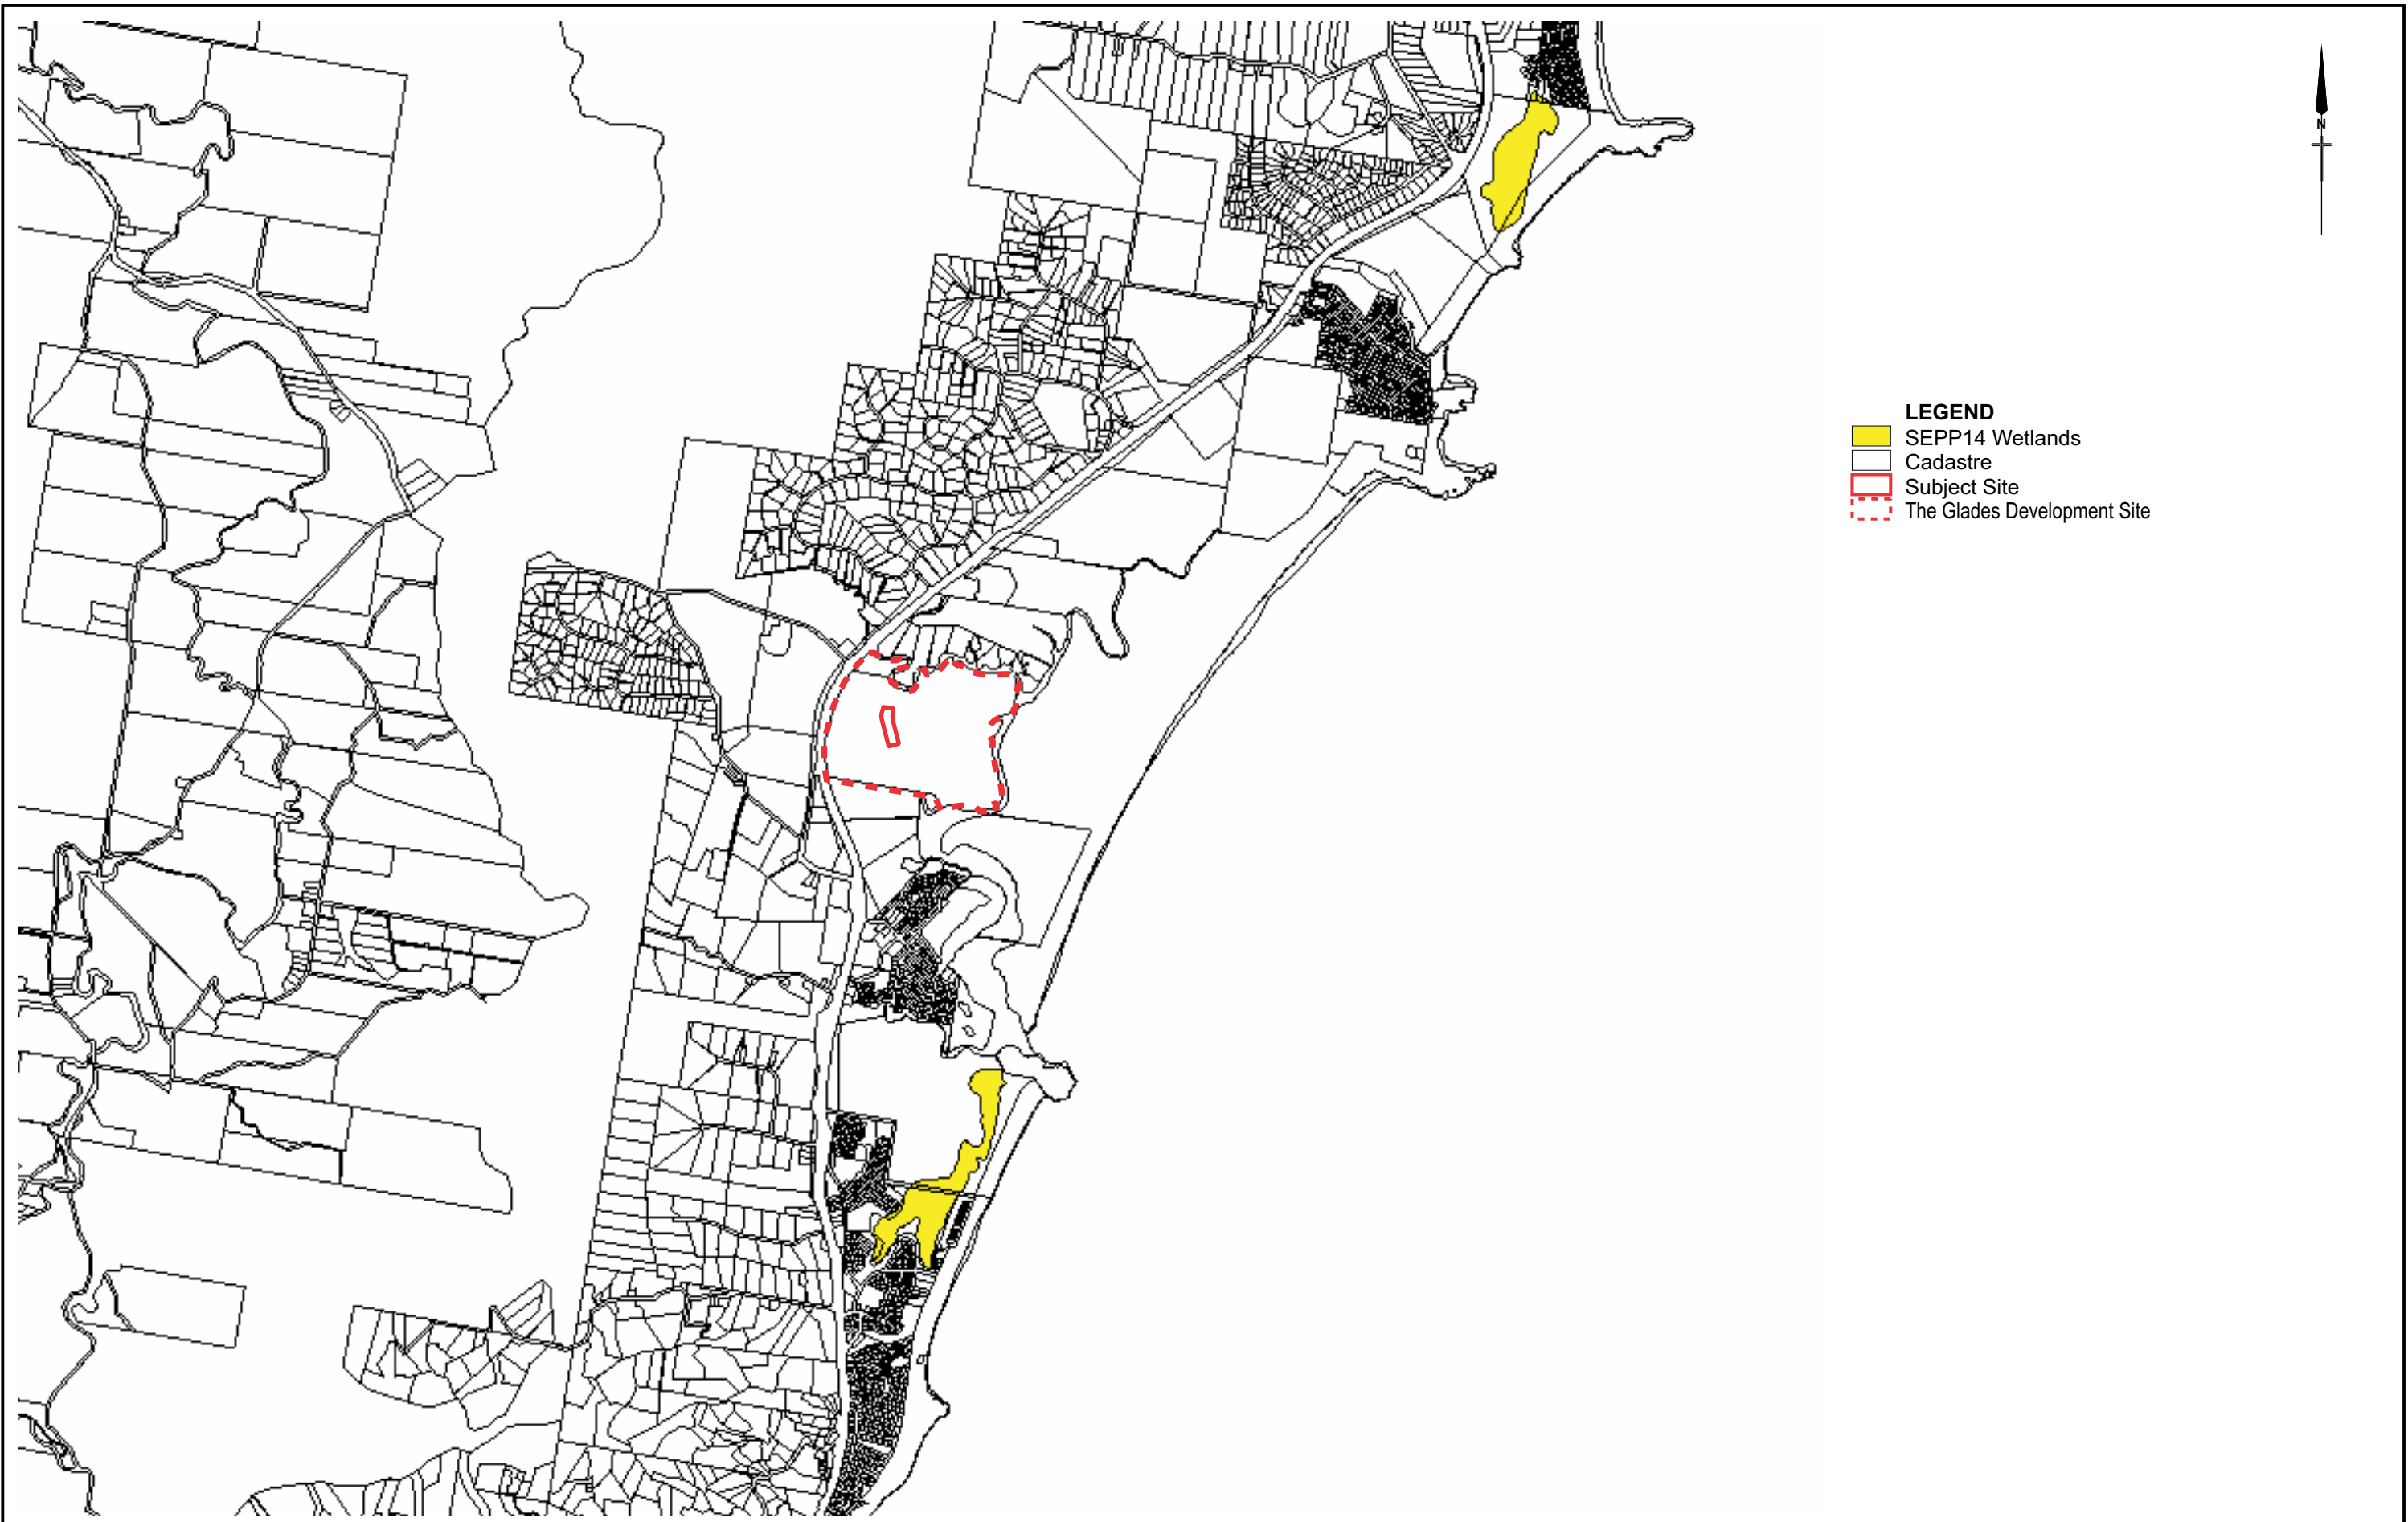 N
LEGEND
SEPP14 Wetlands
Cadastre
Subject Site
The Glades Development Site